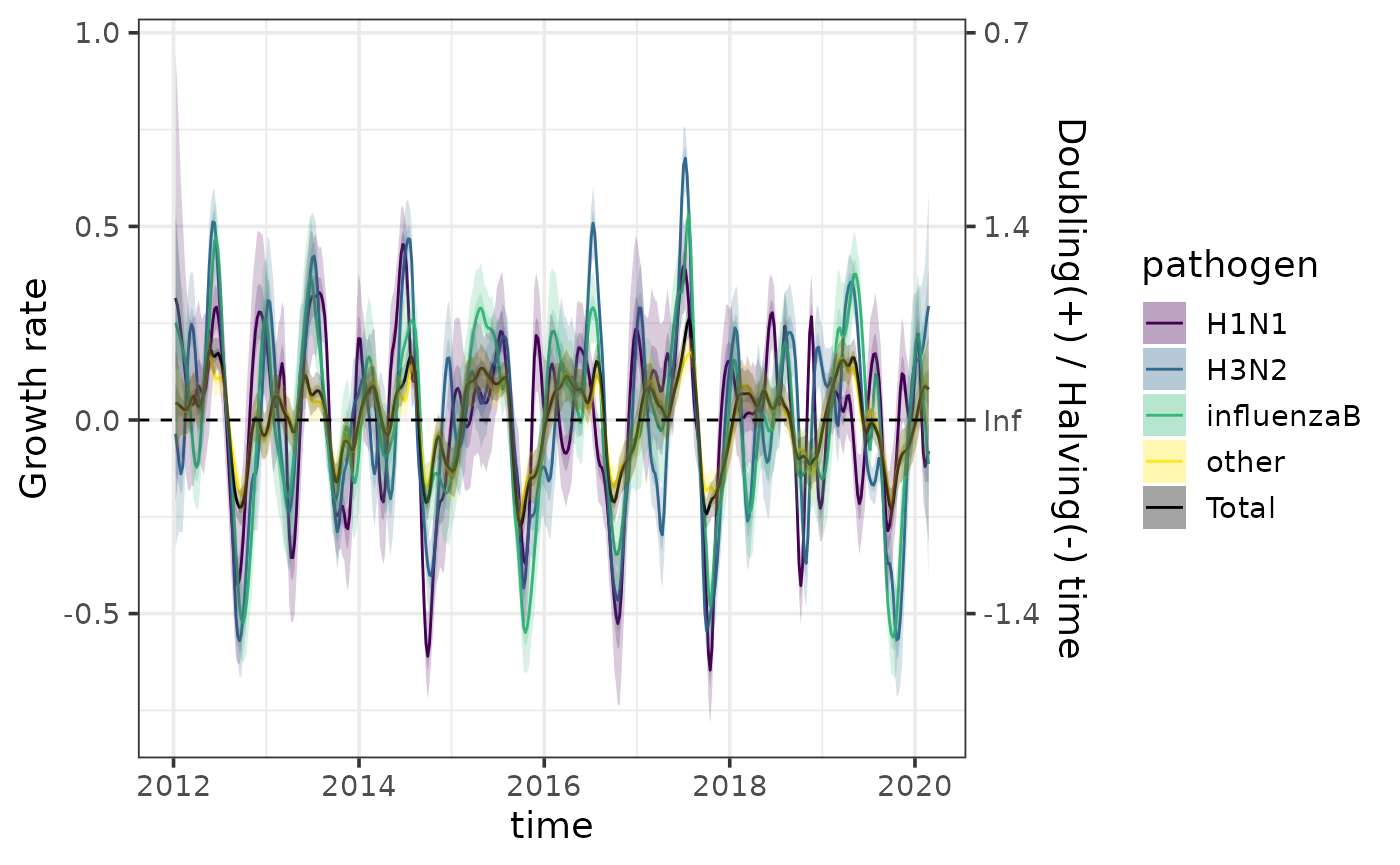 1.0
0.5
0.0
-0.5
Growth rate
0.7
1.4
Inf
-1.4
Doubling(+) / Halving(-) time
2012
2014
2016
2018
2020
time
pathogen
H1N1
H3N2
influenzaB
other
Total